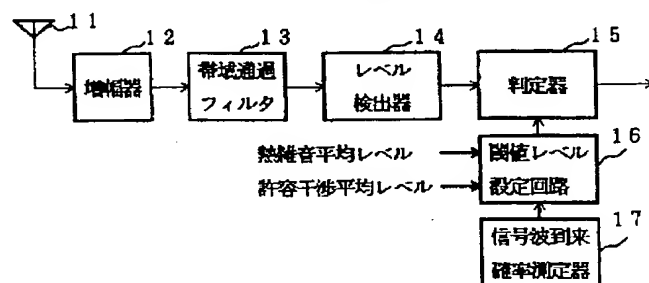 11
12
13
14
15
増幅器
帯域通過
フィルタ
レベル
検出器
判定器
熱雑音平均レベル
許容干渉平均レベル
閾値レベル
設定回路
16
信号波到来
確率測定器
17